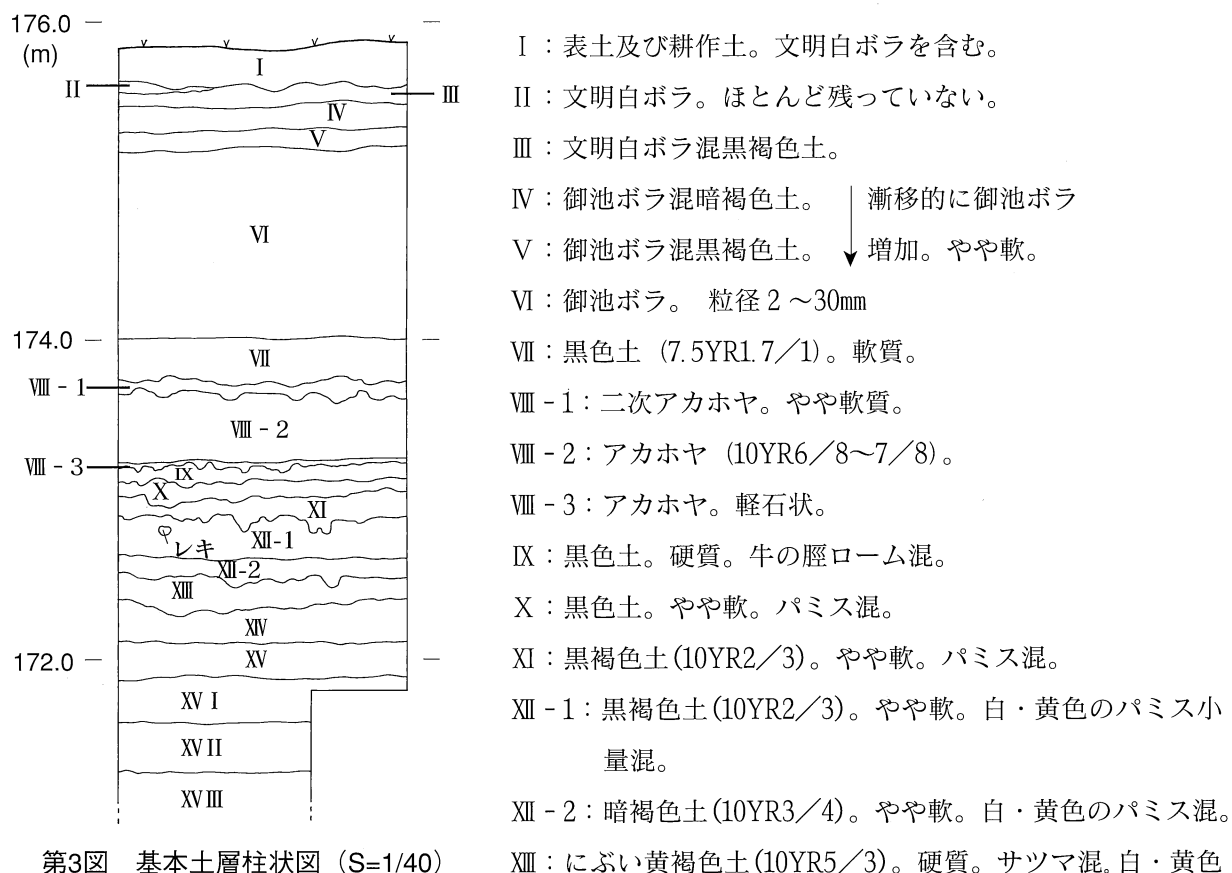 176.0
(m)
I
II
III
IV
V
VI
174.0
VII
VIII - 1
VIII - 2
VIII - 3
IX
X
XI
レキ
XII-1
XII-2
XIII
XIV
172.0
XV
XV I
XV II
XV III
第3図 基本土層柱状図（S=1/40）
Ⅰ：表土及び耕作土。文明白ボラを含む。
Ⅱ：文明白ボラ。ほとんど残っていない。
Ⅲ：文明白ボラ混黒褐色土。
Ⅳ：御池ボラ混暗褐色土。 漸移的に御池ボラ
Ⅴ：御池ボラ混黒褐色土。 増加。やや軟。
Ⅵ：御池ボラ。 粒径２～30㎜
Ⅶ：黒色土（7.5YR1.7／1）。軟質。
Ⅷ-1：二次アカホヤ。やや軟質。
Ⅷ-2：アカホヤ（10YR6／8～7／8）。
Ⅷ-3：アカホヤ。軽石状。
Ⅸ：黒色土。硬質。牛の脛ローム混。
Ⅹ：黒色土。やや軟。パミス混。
Ⅺ：黒褐色土(10YR2／3)。やや軟。パミス混。
Ⅻ-1：黒褐色土(10YR2／3)。やや軟。白・黄色のパミス小
量混。
Ⅻ-2：暗褐色土(10YR3／4)。やや軟。白・黄色のパミス混。
XⅢ：にぶい黄褐色土(10YR5／3)。硬質。サツマ混。白・黄色